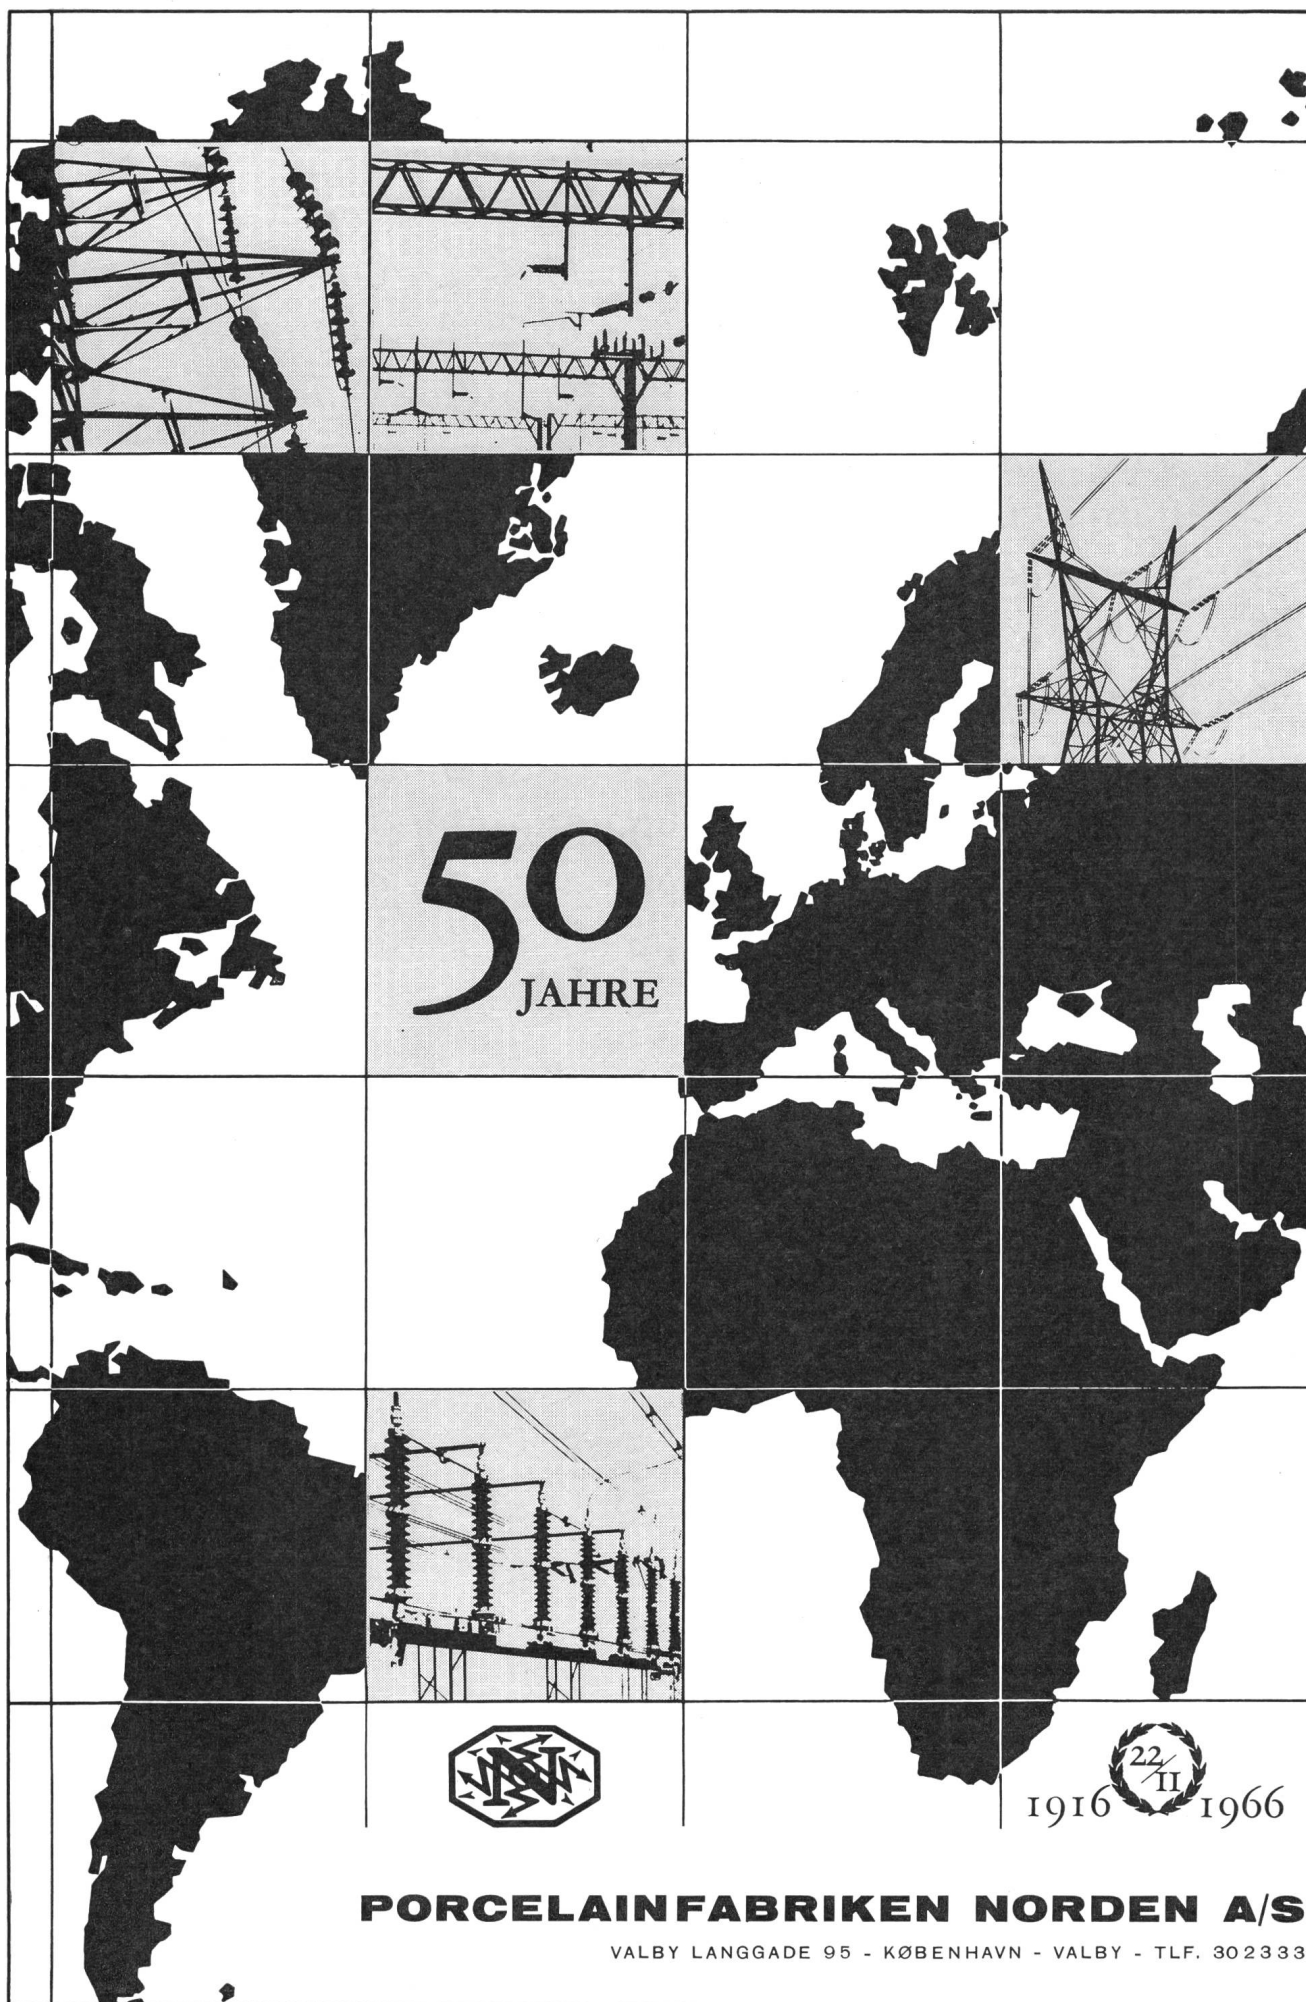 50
JAHRE
N
22/II
1916 1966
PORCELAINFABRIKEN NORDEN A/S
VALBY LANGGADE 95 - KØBENHAVN - VALBY - TLF. 302333